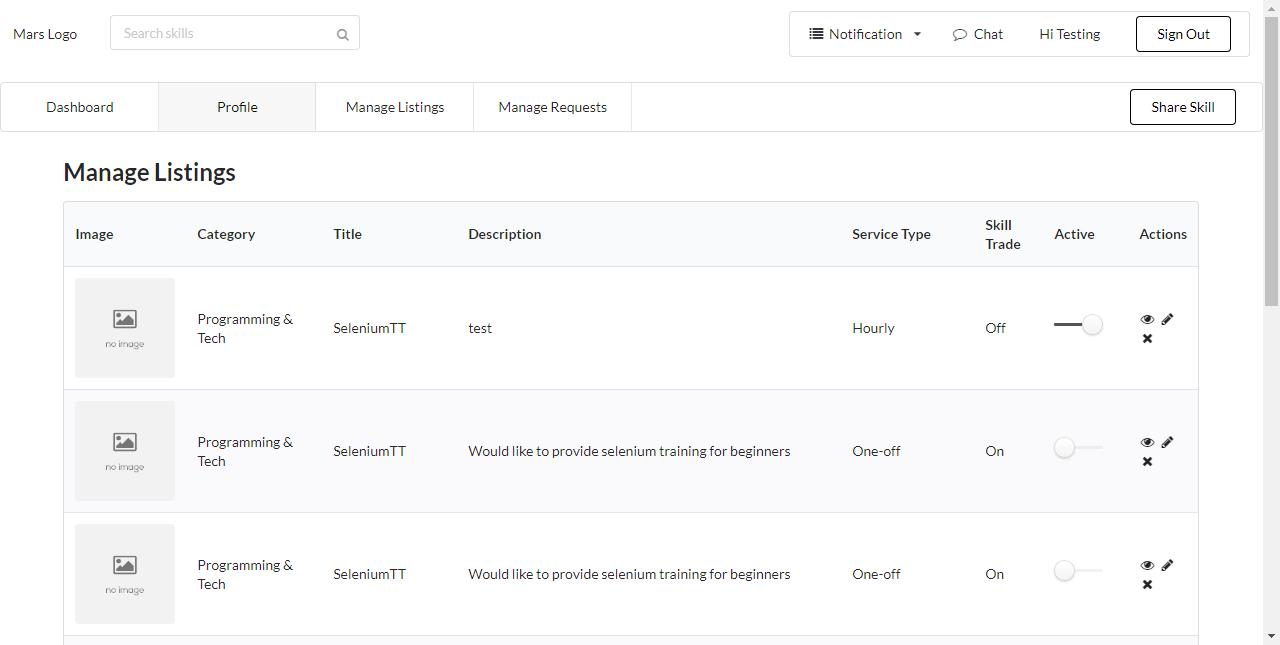 Mars Logo
Search skills
Notification
Chat
Hi Testing
Sign Out
Dashboard
Profile
Manage Listings
Manage Requests
Share Skill
Manage Listings
Image
Category
Title
Description
Service Type
Skill
Trade
Active
Actions
no image
Programming &
Tech
SeleniumTT
test
Hourly
Off
no image
Programming &
Tech
SeleniumTT
Would like to provide selenium training for beginners
One-off
On
no image
Programming &
Tech
SeleniumTT
Would like to provide selenium training for beginners
One-off
On